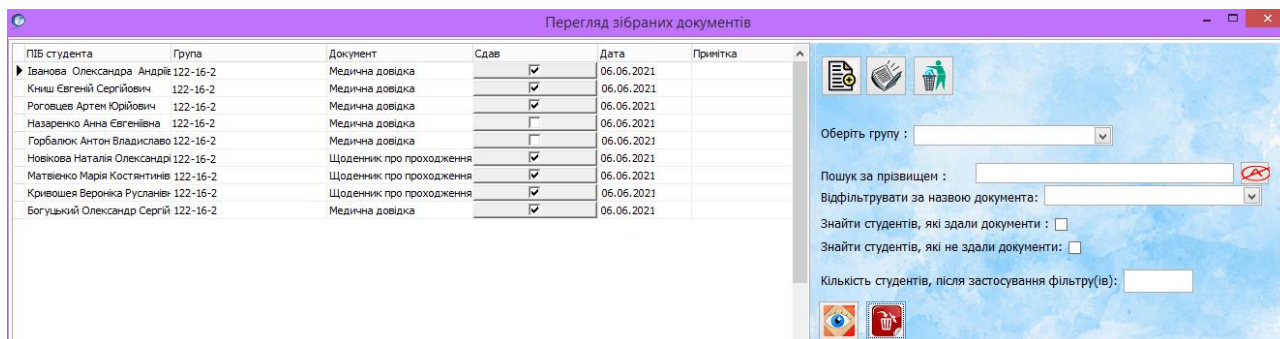 Перегляд зібраних документів
ПІБ студента Група Документ Сдав Дата Примітка
Іванова Олександра Андріїв 122-16-2 Медична довідка 06.06.2021
Книш Євгеній Сергійович 122-16-2 Медична довідка 06.06.2021
Роговцев Артем Юрійович 122-16-2 Медична довідка 06.06.2021
Назаренко Анна Євгеніївна 122-16-2 Медична довідка 06.06.2021
Горбалюк Антон Владиславо 122-16-2 Медична довідка 06.06.2021
Новікова Наталія Олександрі 122-16-2 Щоденник про проходження 06.06.2021
Матвієнко Марія Костянтинів 122-16-2 Щоденник про проходження 06.06.2021
Кривошея Вероніка Русланівн 122-16-2 Щоденник про проходження 06.06.2021
Богуцький Олександр Сергій 122-16-2 Медична довідка 06.06.2021
Оберіть групу :
Пошук за прізвищем :
Відфільтрувати за назвою документа:
Знайти студентів, які здали документи :
Знайти студентів, які не здали документи:
Кількість студентів, після застосування фільтру(ів):